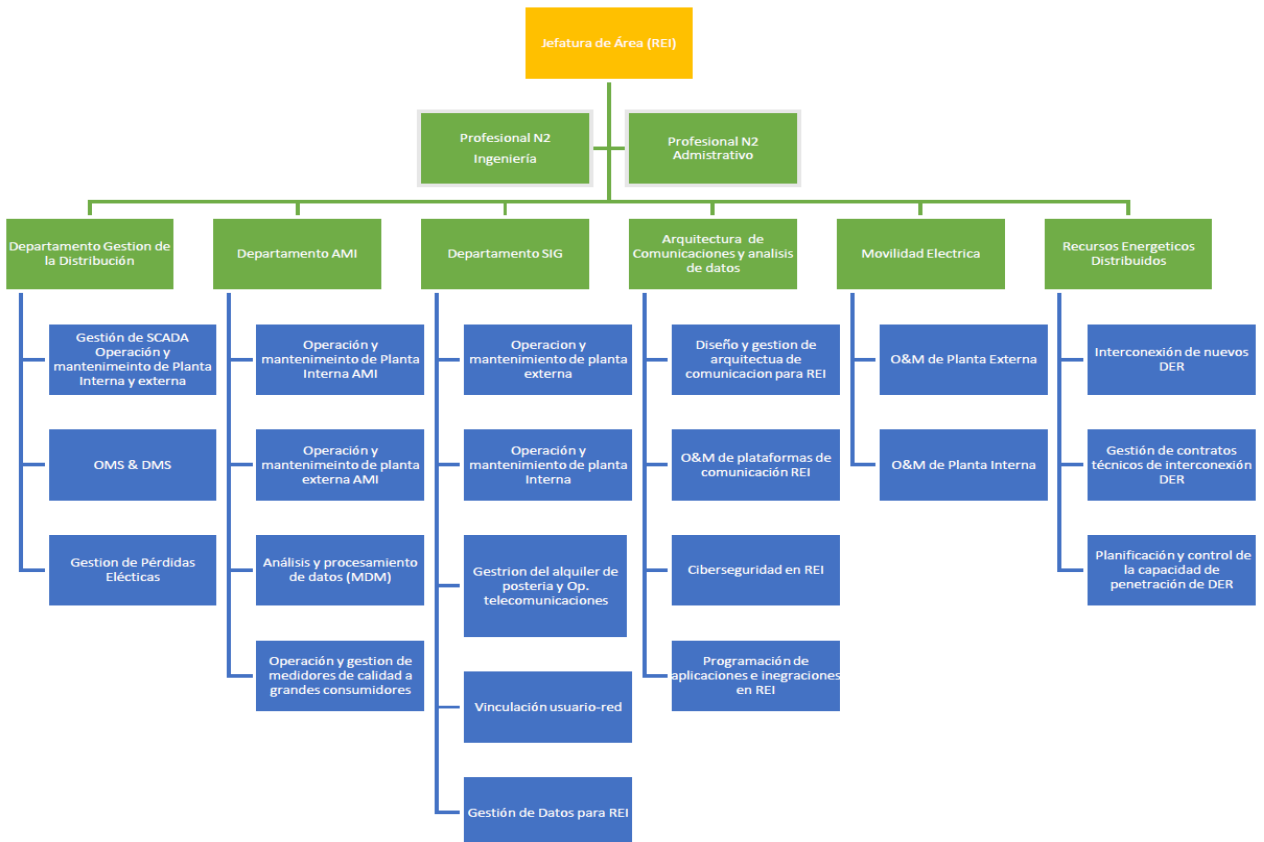 Jefatura de Área (REI)
Profesional N2
Ingeniería
Profesional N2
Admistrativo
Departamento Gestion de
la Distribución
Departamento AMI
Departamento SIG
Arquitectura de
Comunicaciones y analisis
de datos
Movilidad Electrica
Recursos Energeticos
Distribuidos
Gestión de SCADA
Operación y
mantenimeinto de Planta
Interna y externa
OMS & DMS
Gestion de Pérdidas
Elécticas
Operación y
mantenimeinto de Planta
Interna AMI
Operación y
mantenimeinto de planta
externa AMI
Análisis y procesamiento
de datos (MDM)
Operación y gestion de
medidores de calidad a
grandes consumidores
Operacion y
mantenimiento de planta
externa
Operación y
mantenimiento de planta
Interna
Gestrion del alquiler de
posteria y Op.
telecomunicaciones
Vinculación usuario-red
Gestión de Datos para REI
Diseño y gestion de
arquitectua de
comunicacion para REI
O&M de plataformas de
comunicación REI
Ciberseguridad en REI
Programación de
aplicaciones e inegraciones
en REI
O&M de Planta Externa
O&M de Planta Interna
Interconexión de nuevos
DER
Gestión de contratos
técnicos de interconexión
DER
Planificación y control de
la capacidad de
penetración de DER